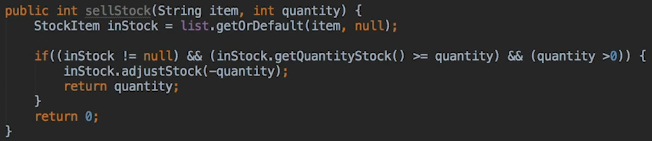 public int sellStock(String item, int quantity) {
    StockItem inStock = list.getOrDefault(item, null);

    if((inStock != null) && (inStock.getQuantityStock() >= quantity) && (quantity >0)) {
        inStock.adjustStock(-quantity);
        return quantity;
    }
    return 0;
}